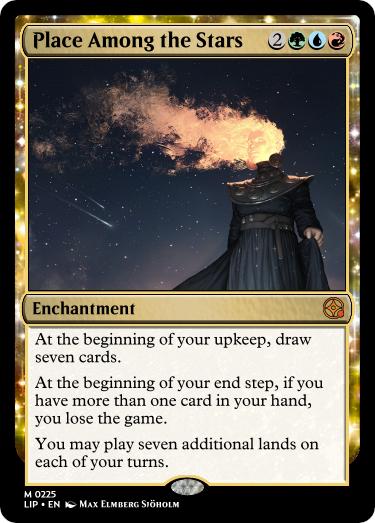 Place Among the Stars 2
Enchantment
At the beginning of your upkeep, draw
seven cards.
At the beginning of your end step, if you
have more than one card in your hand,
you lose the game.
You may play seven additional lands on
each of your turns.
M 0225
LIP • EN Max Elmberg Sjöholm